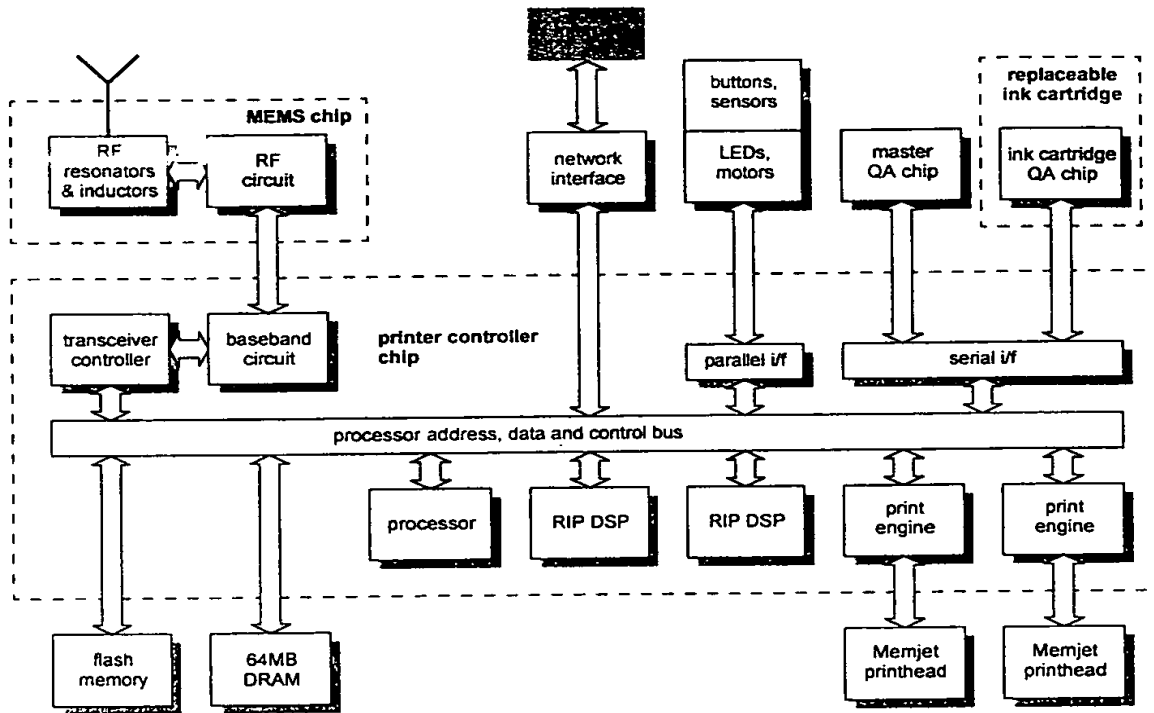 MEMS chip
RF
resonators
& inductors
RF
circuit
network
interface
buttons,
sensors
LEDs,
motors
master
QA chip
replaceable
ink cartridge
ink cartridge
QA chip
transceiver
controller
baseband
circuit
printer controller
chip
parallel i/f
serial i/f
processor address, data and control bus
processor
RIP DSP
RIP DSP
print
engine
print
engine
flash
memory
64MB
DRAM
Memjet
printhead
Memjet
printhead